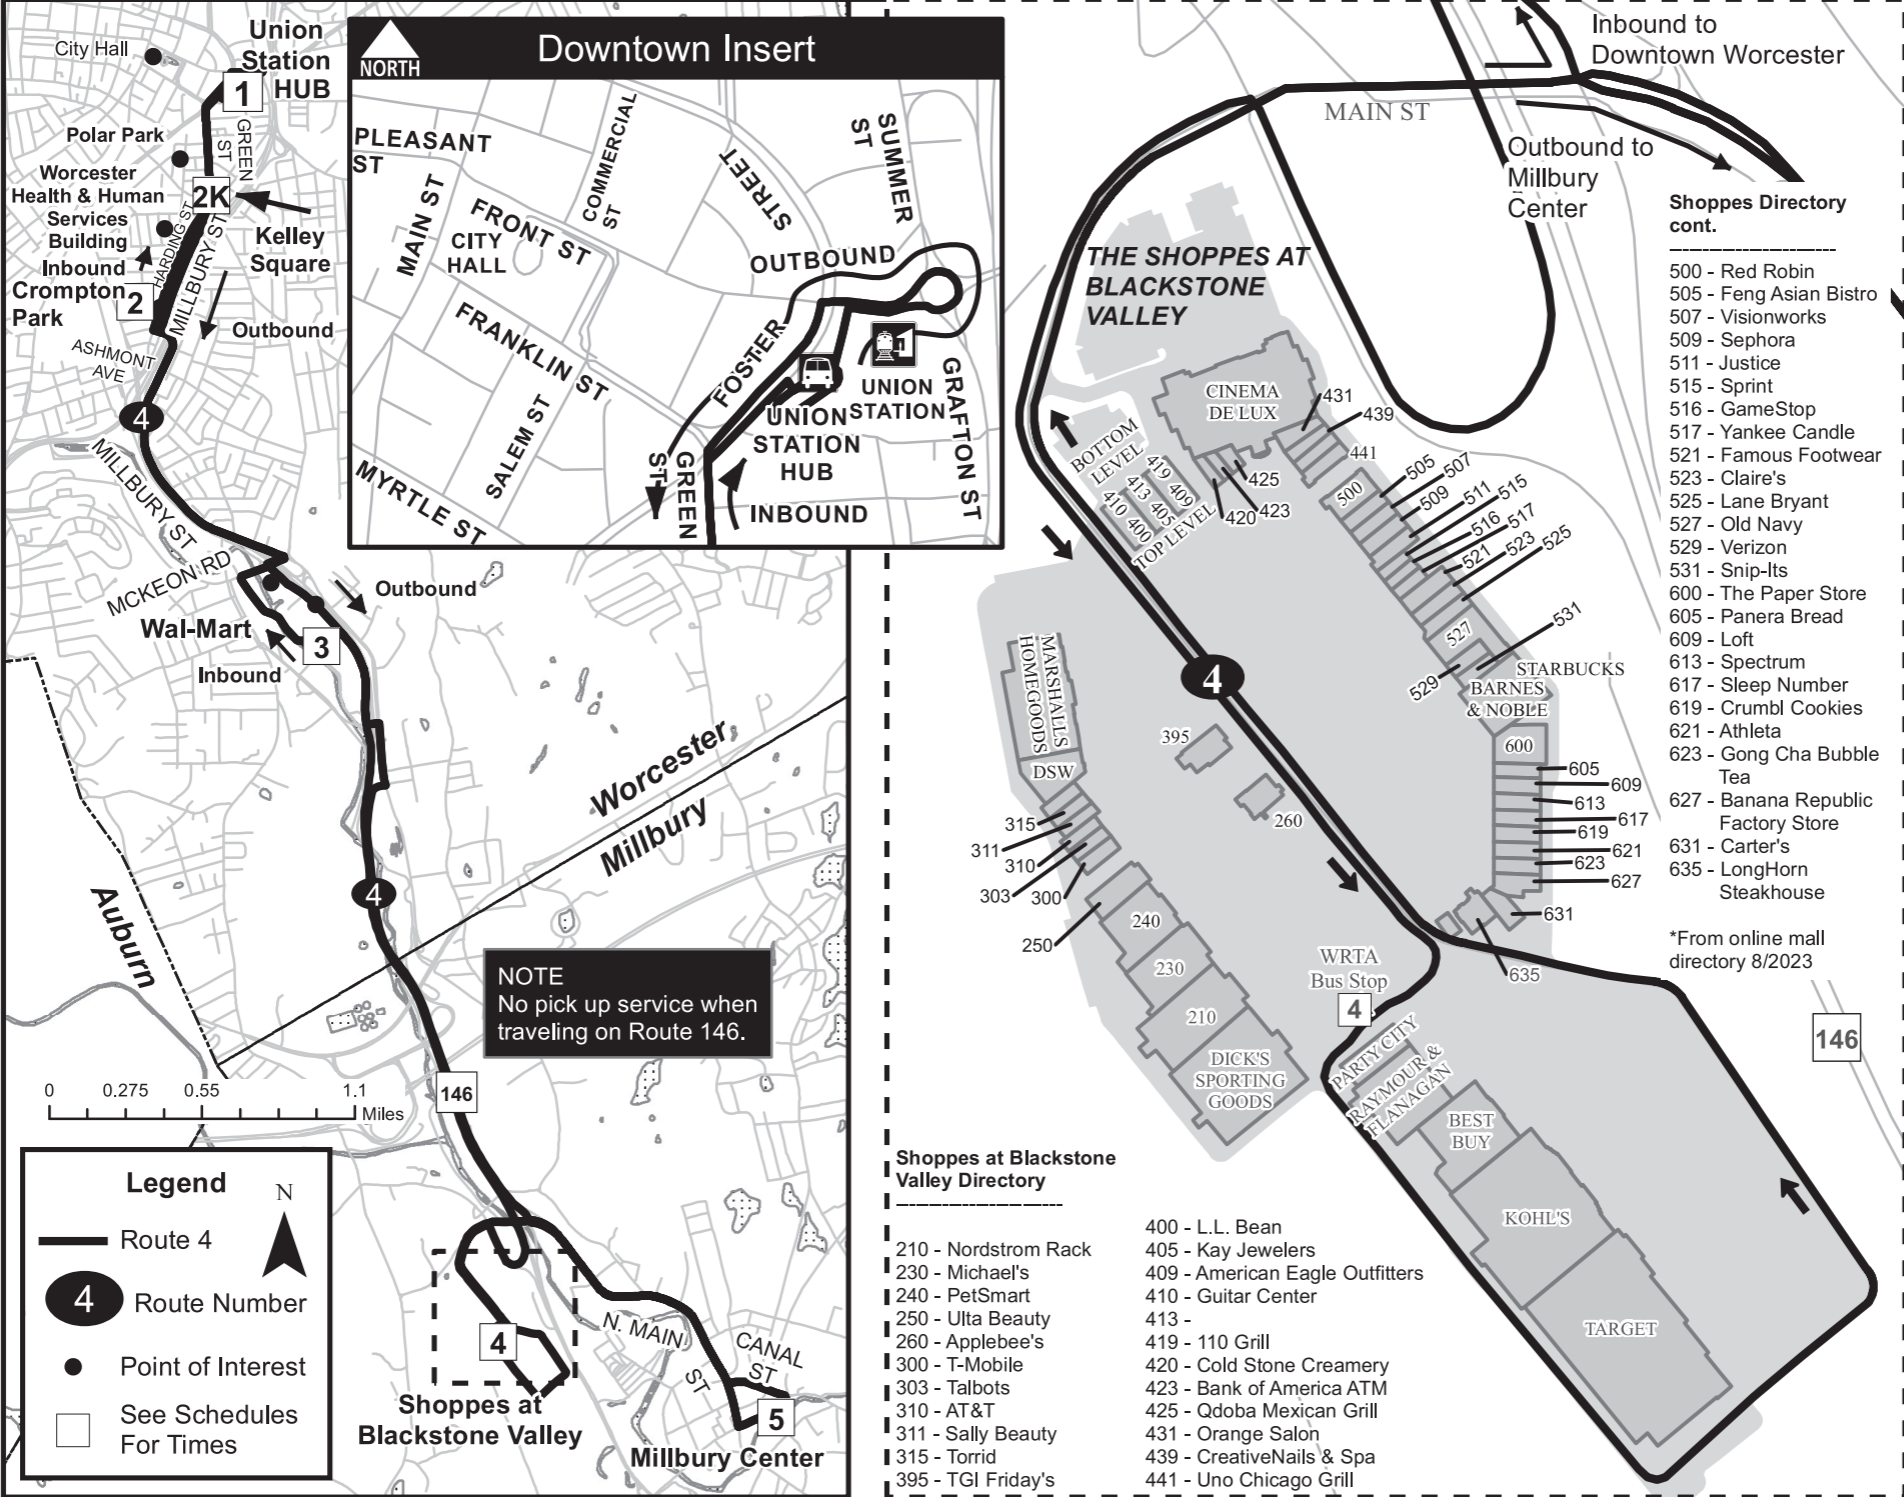 City Hall
Union
Station
HUB
1
GREEN
ST
Polar Park
Worcester
Health & Human
Services
Building
2K
Kelley
Square
HARDING ST
MILLBURY ST
Inbound
Crompton
Park
2
Outbound
ASHMONT
AVE
4
MILLBURY ST
MCKEON RD
Outbound
Wal-Mart
3
Inbound
Worcester
Millbury
Auburn
4
NOTE
No pick up service when
traveling on Route 146.
0 0.275 0.55 1.1
Miles
146
Legend
N
Route 4
4 Route Number
Point of Interest
See Schedules
For Times
4
Shoppes at
Blackstone Valley
N. MAIN
ST
CANAL
ST
5
Millbury Center
NORTH
Downtown Insert
PLEASANT
ST
MAIN ST
COMMERCIAL
ST
STREET
SUMMER
ST
FRONT ST
CITY
HALL
OUTBOUND
FRANKLIN ST
FOSTER
SALEM ST
UNION
STATION
UNION
STATION
HUB
GRAFTON ST
MYRTLE ST
GREEN
ST
INBOUND
Inbound to
Downtown Worcester
MAIN ST
Outbound to
Millbury
Center
THE SHOPPES AT
BLACKSTONE
VALLEY
CINEMA
DE LUX
431
439
441
BOTTOM
LEVEL
419
409
413
405
410
400
TOP LEVEL
425
423
420
500
505
507
509
511
515
516
517
521
523
525
527
531
529
STARBUCKS
BARNES
& NOBLE
4
MARSHALLS
HOMEGOODS
DSW
395
260
315
311
310
303
300
250
240
230
210
DICK'S
SPORTING
GOODS
600
605
609
613
617
619
621
623
627
631
635
WRTA
Bus Stop
4
PARTY CITY
RAYMOUR &
FLANAGAN
BEST
BUY
KOHL'S
TARGET
146
Shoppes at Blackstone
Valley Directory
------------------------
210 - Nordstrom Rack
230 - Michael's
240 - PetSmart
250 - Ulta Beauty
260 - Applebee's
300 - T-Mobile
303 - Talbots
310 - AT&T
311 - Sally Beauty
315 - Torrid
395 - TGI Friday's
400 - L.L. Bean
405 - Kay Jewelers
409 - American Eagle Outfitters
410 - Guitar Center
413 -
419 - 110 Grill
420 - Cold Stone Creamery
423 - Bank of America ATM
425 - Qdoba Mexican Grill
431 - Orange Salon
439 - CreativeNails & Spa
441 - Uno Chicago Grill
Shoppes Directory
cont.
------------------------
500 - Red Robin
505 - Feng Asian Bistro
507 - Visionworks
509 - Sephora
511 - Justice
515 - Sprint
516 - GameStop
517 - Yankee Candle
521 - Famous Footwear
523 - Claire's
525 - Lane Bryant
527 - Old Navy
529 - Verizon
531 - Snip-Its
600 - The Paper Store
605 - Panera Bread
609 - Loft
613 - Spectrum
617 - Sleep Number
619 - Crumbl Cookies
621 - Athleta
623 - Gong Cha Bubble
Tea
627 - Banana Republic
Factory Store
631 - Carter's
635 - LongHorn
Steakhouse
*From online mall
directory 8/2023